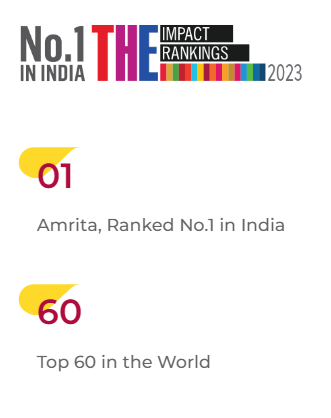 No.1
IN INDIA
THE
IMPACT
RANKINGS
2023
01
Amrita, Ranked No.1 in India
60
Top 60 in the World